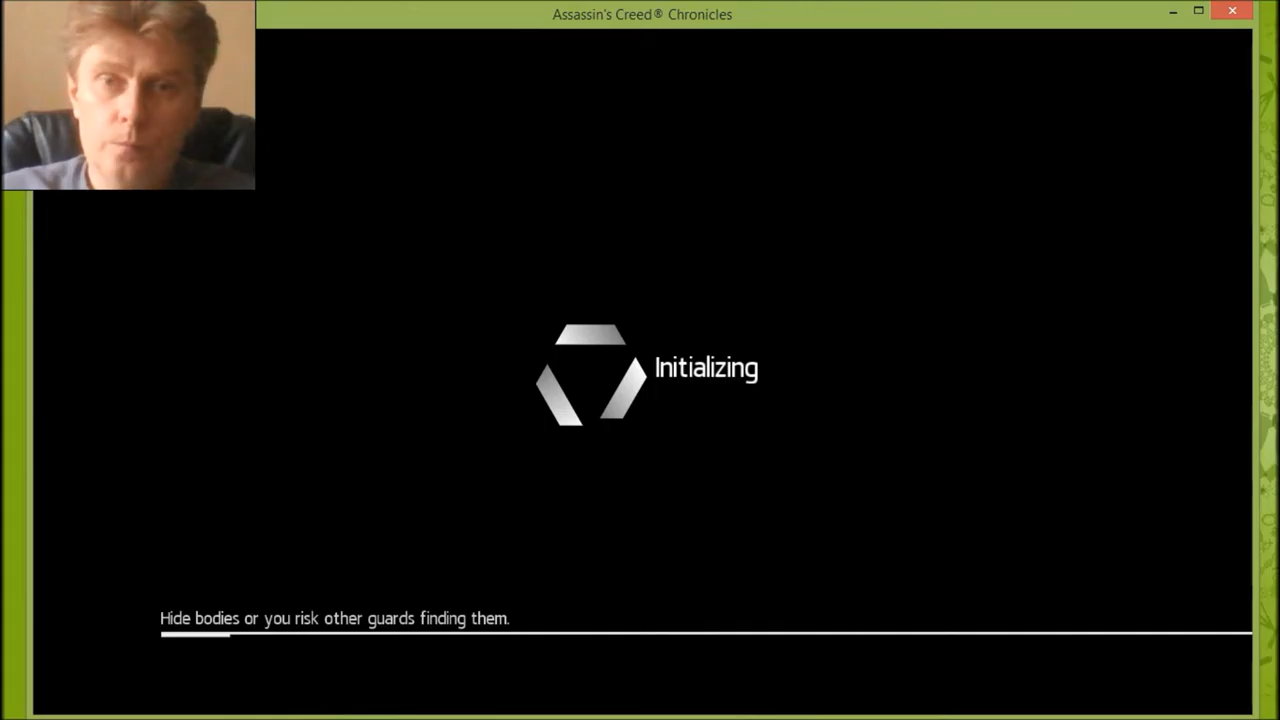 Assassin's Creed® Chronicles
Initializing
Hide bodies or you risk other guards finding them.